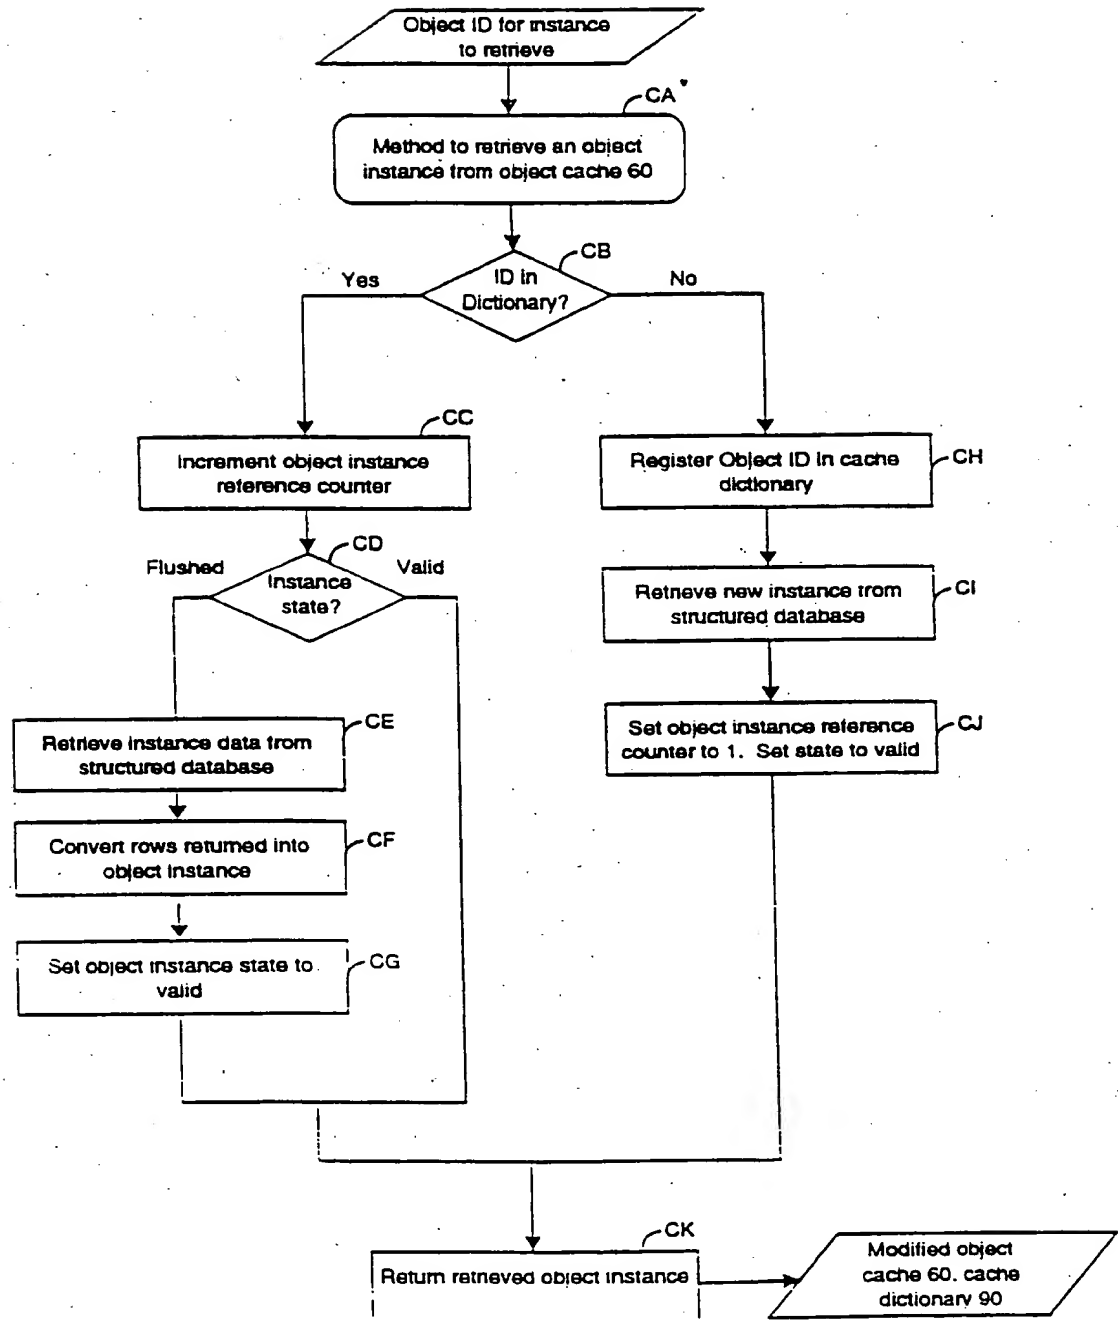 Object ID for instance
to retrieve
CA
Method to retrieve an object
instance from object cache 60
CB
ID in
Dictionary?
Yes
No
CC
Increment object instance
reference counter
CH
Register Object ID in cache
dictionary
CD
Flushed
Valid
Instance
state?
CI
Retrieve new instance from
structured database
CE
Retrieve instance data from
structured database
CJ
Set object instance reference
counter to 1. Set state to valid
CF
Convert rows returned into
object instance
CG
Set object instance state to
valid
CK
Return retrieved object instance
Modified object
cache 60. cache
dictionary 90